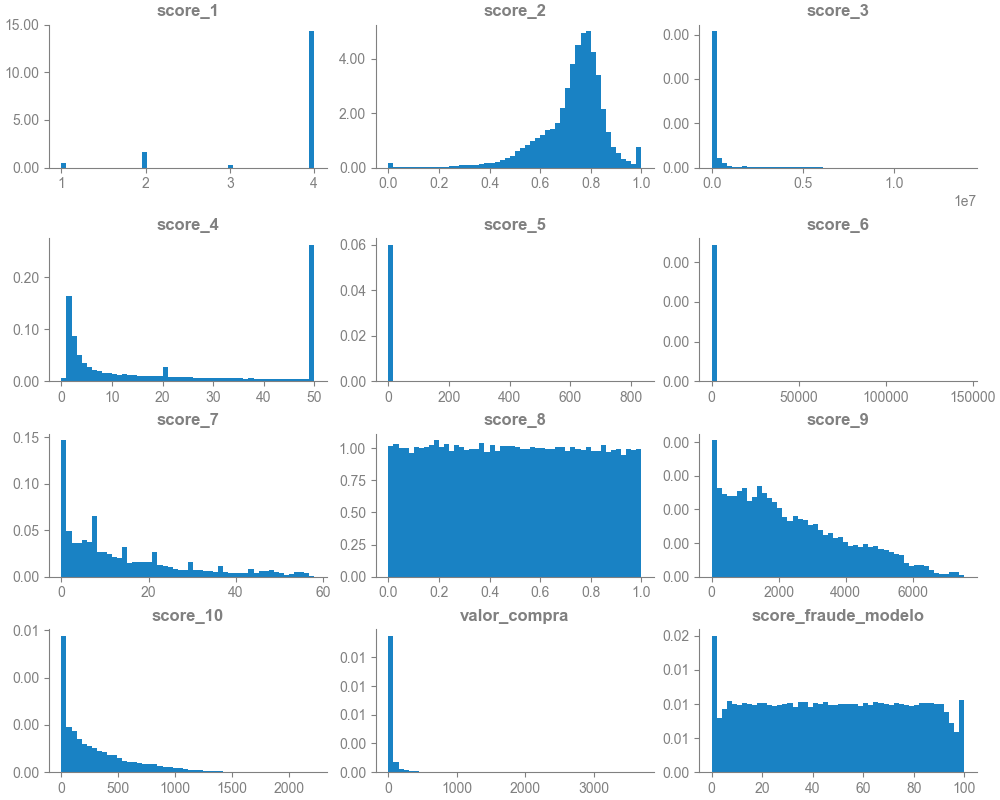 score_1
15.00
10.00
5.00
0.00
1 2 3 4
score_2
4.00
2.00
0.00
0.0 0.2 0.4 0.6 0.8 1.0
score_3
0.00
0.00
0.00
0.00
0.0 0.5 1.0
1e7
score_4
0.20
0.10
0.00
0 10 20 30 40 50
score_5
0.06
0.04
0.02
0.00
0 200 400 600 800
score_6
0.00
0.00
0.00
0.00
0 50000 100000 150000
score_7
0.15
0.10
0.05
0.00
0 20 40 60
score_8
1.00
0.75
0.50
0.25
0.00
0.0 0.2 0.4 0.6 0.8 1.0
score_9
0.00
0.00
0.00
0.00
0.00
0 2000 4000 6000
score_10
0.01
0.00
0.00
0.00
0 500 1000 1500 2000
valor_compra
0.01
0.01
0.01
0.00
0.00
0 1000 2000 3000
score_fraude_modelo
0.02
0.01
0.01
0.01
0.00
0 20 40 60 80 100